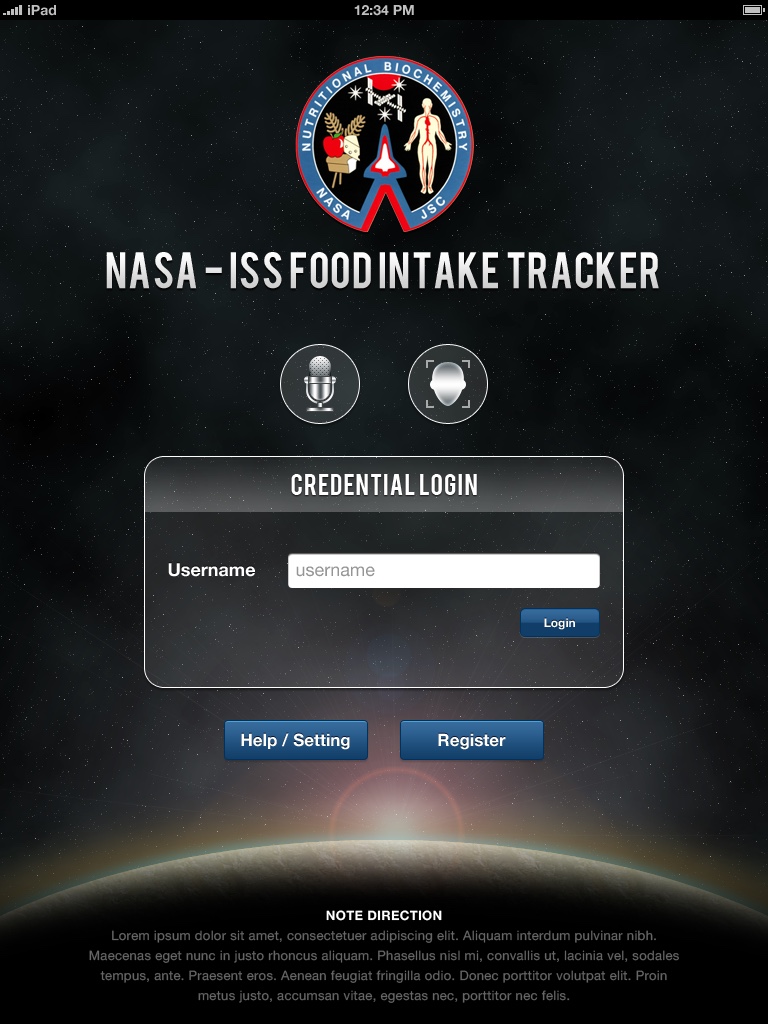 iPad
12:34 PM
NUTRITIONAL BIOCHEMISTRY
NASA
JSC
NASA – ISS FOOD INTAKE TRACKER
CREDENTIAL LOGIN
Username
username
Login
Help / Setting
Register
NOTE DIRECTION
Lorem ipsum dolor sit amet, consectetuer adipiscing elit. Aliquam interdum pulvinar nibh.
Maecenas eget nunc in justo rhoncus aliquam. Phasellus nisl mi, convallis ut, lacinia vel, sodales
tempus, ante. Praesent eros. Aenean feugiat fringilla odio. Donec porttitor volutpat elit. Proin
metus justo, accumsan vitae, egestas nec, porttitor nec felis.